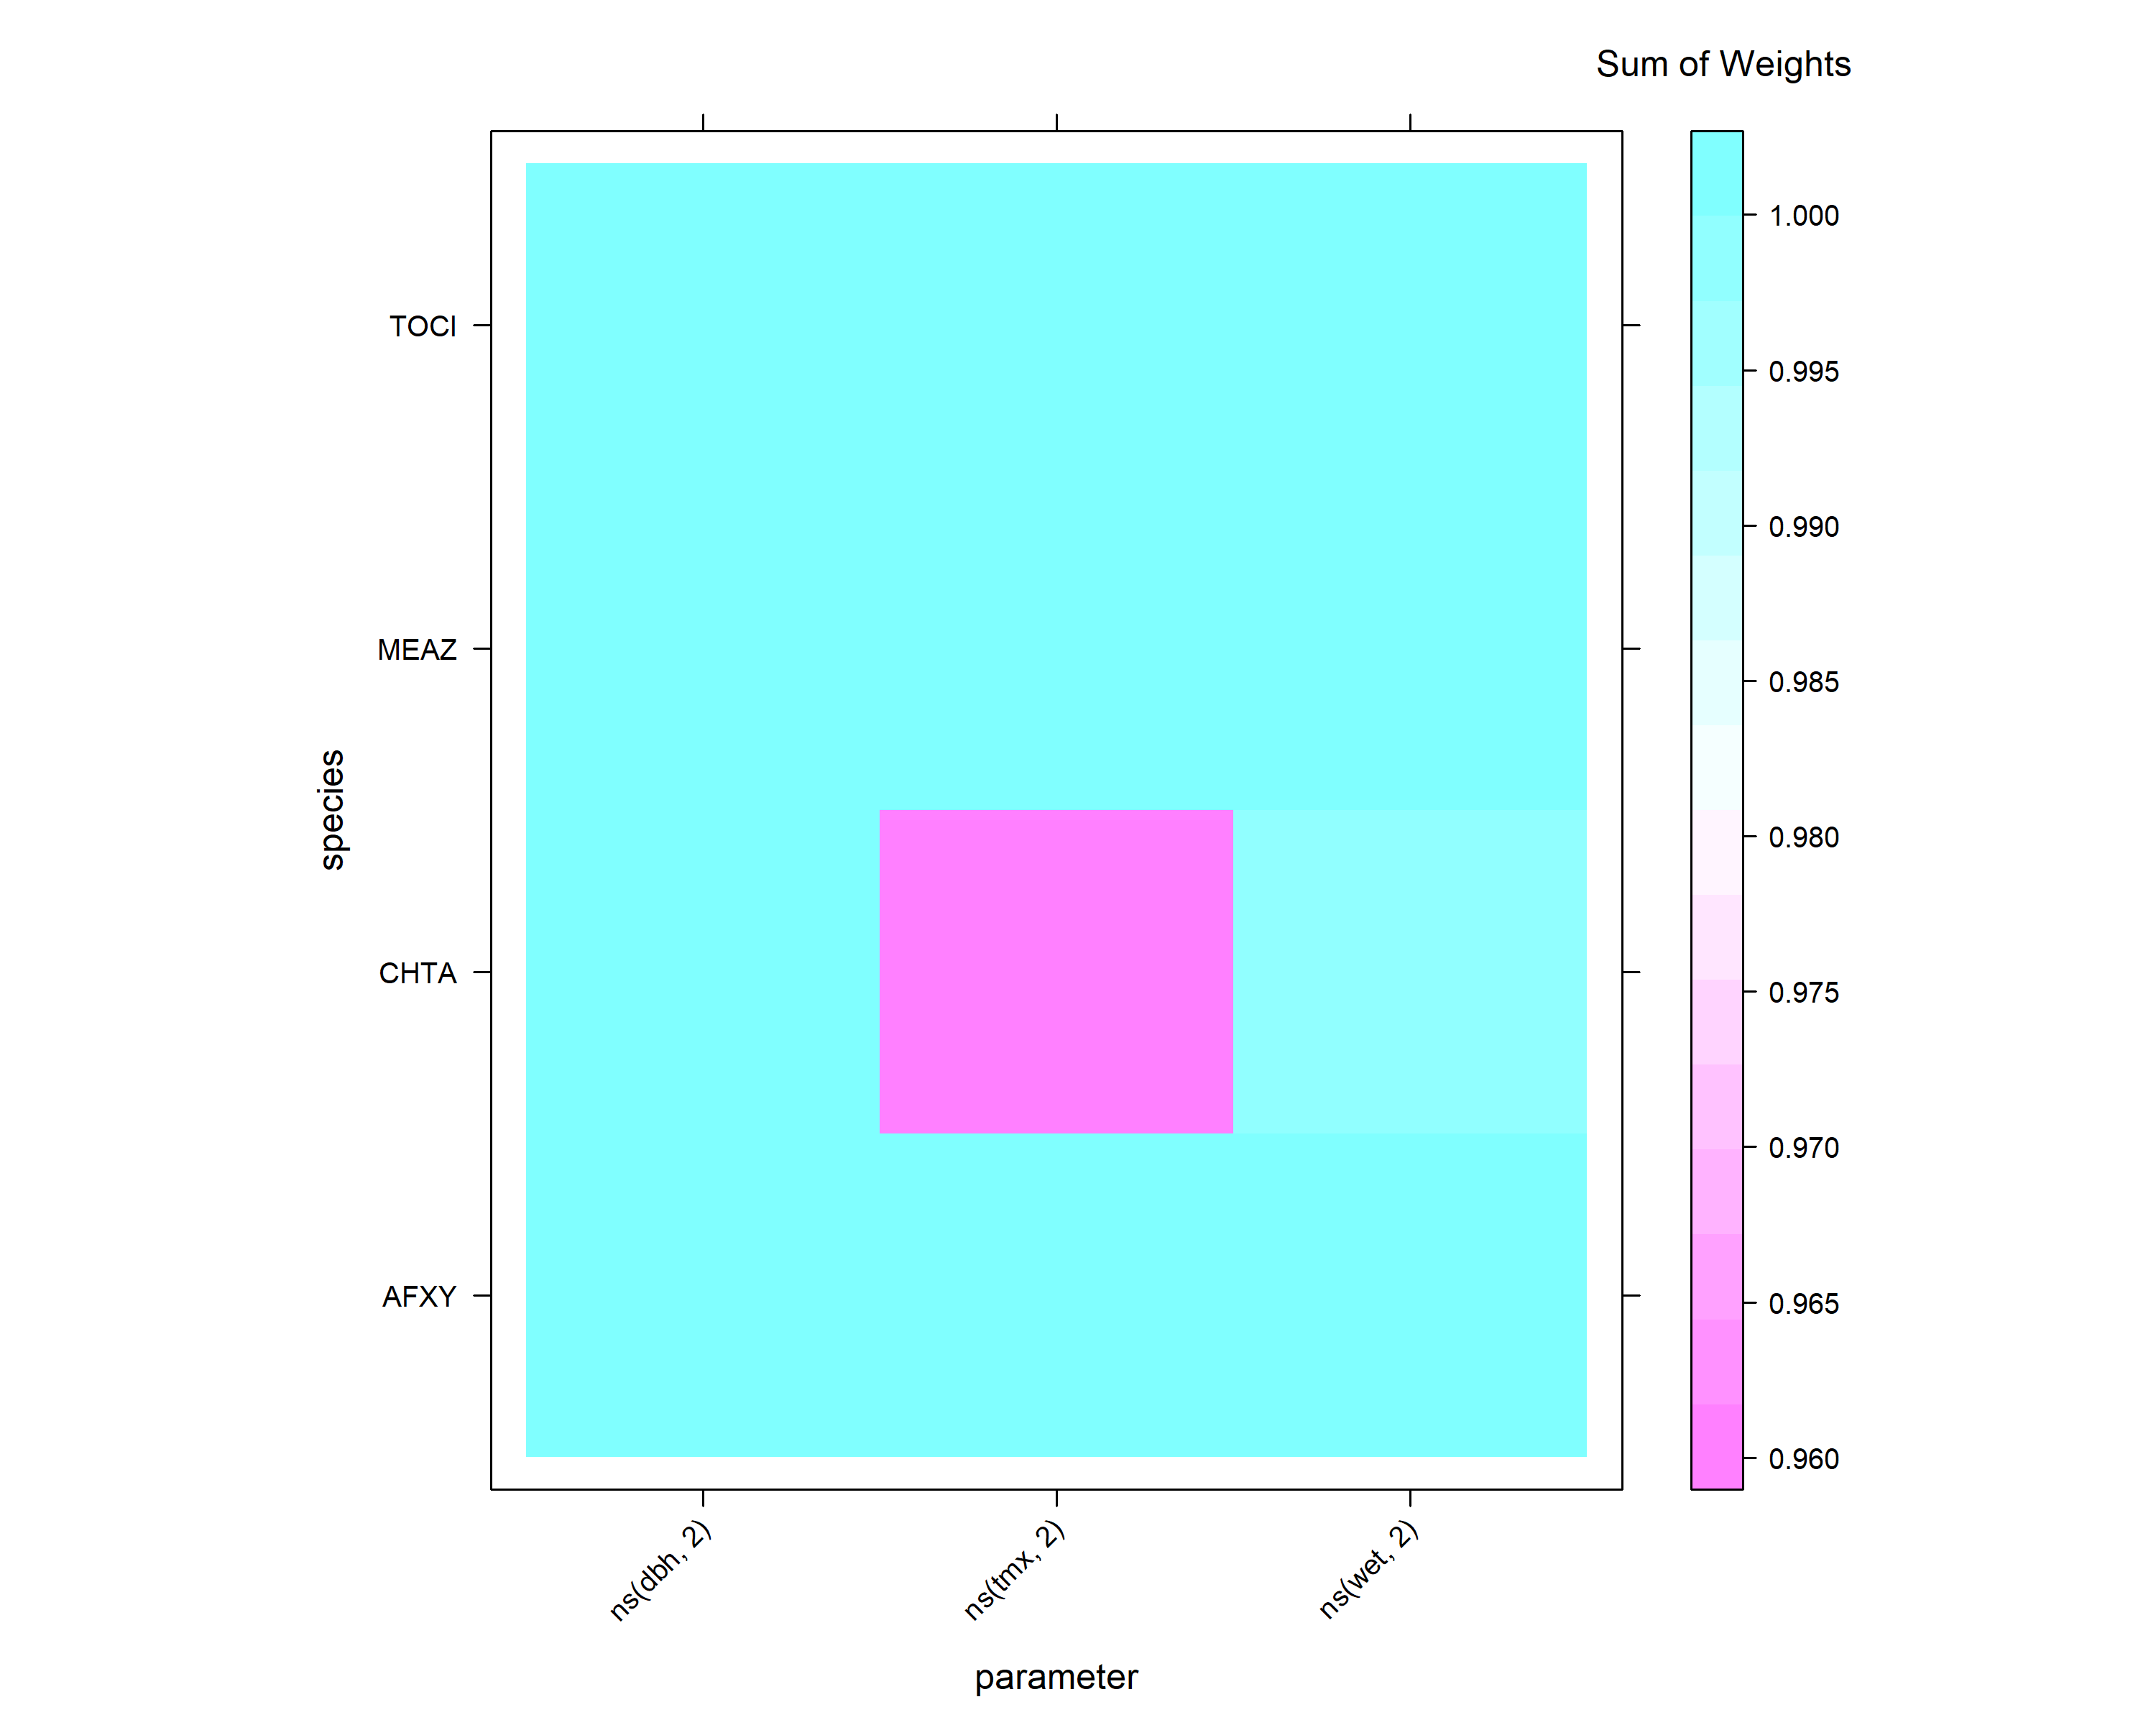 Sum of Weights
1.000
0.995
0.990
0.985
0.980
0.975
0.970
0.965
0.960
species
TOCI
MEAZ
CHTA
AFXY
ns(dbh, 2)
ns(tmx, 2)
ns(wet, 2)
parameter